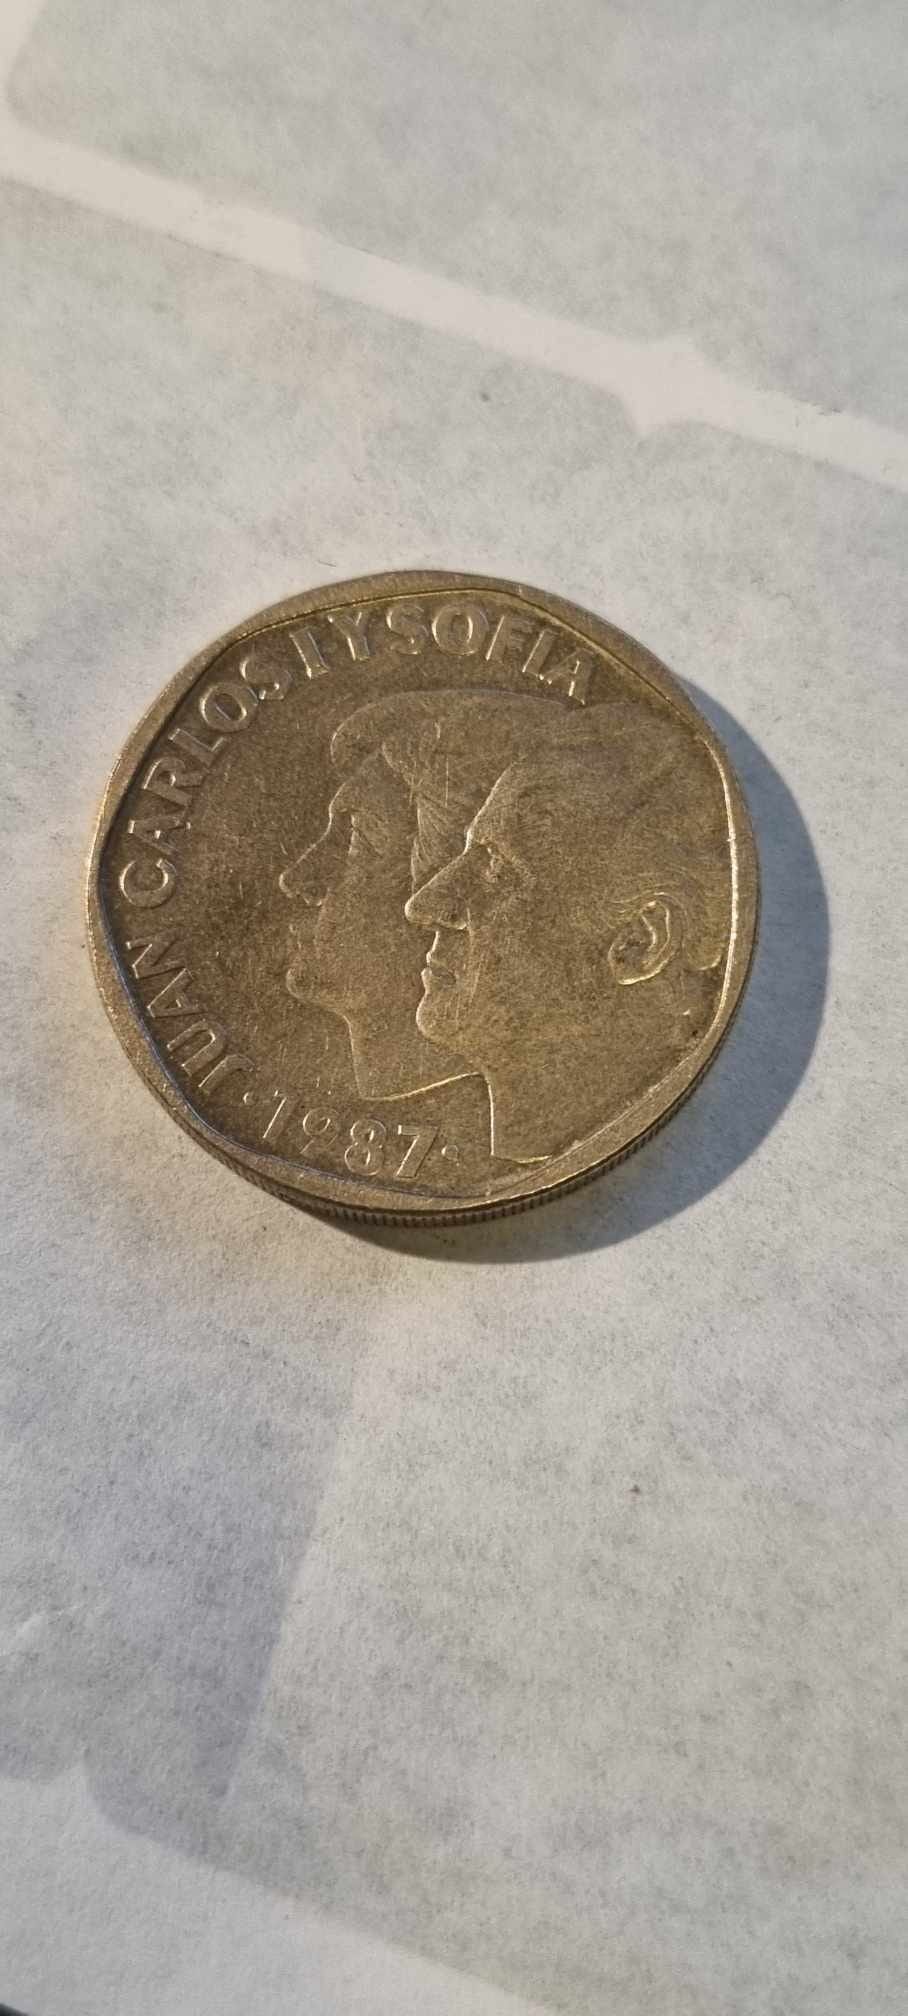 JUAN CARLOS I Y SOFIA
· 1987 ·